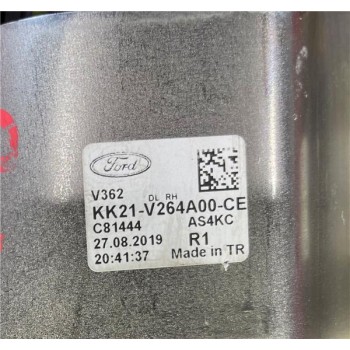 Ford
V362 DL RH
KK21-V264A00-CE
C81444 AS4KC
27.08.2019 R1
20:41:37 Made in TR